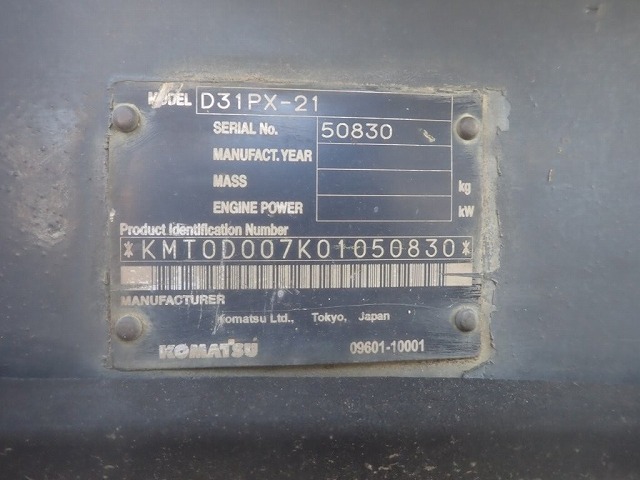 MODEL D31PX-21
SERIAL No. 50830
MANUFACT.YEAR
MASS kg
ENGINE POWER kW
Product Identification Number
*KMT0D007K01050830*
MANUFACTURER
Komatsu Ltd., Tokyo, Japan
KOMATSU 09601-10001